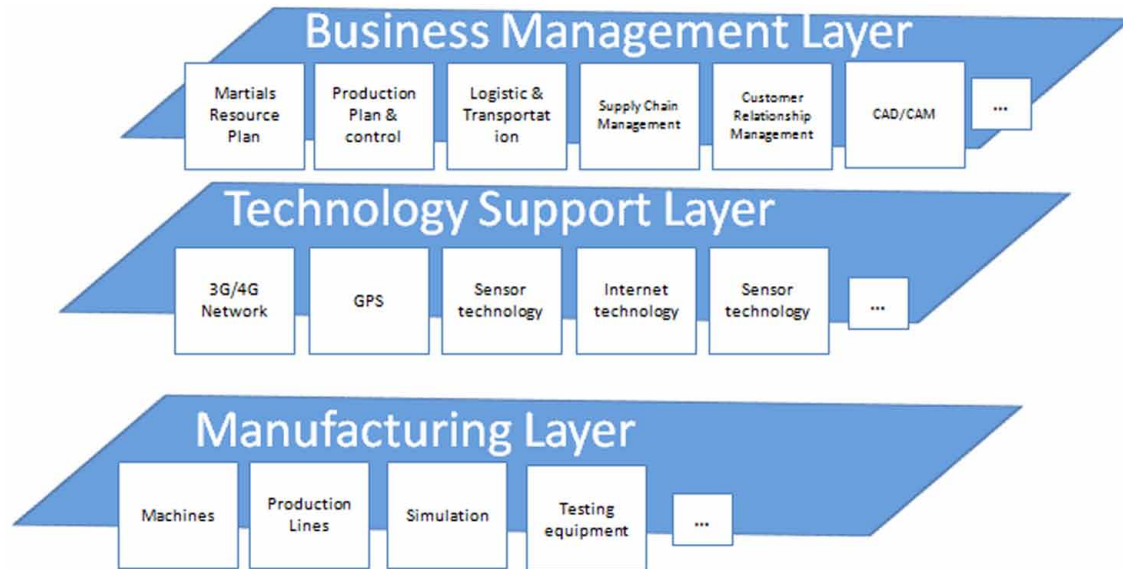 Business Management Layer
Martials
Resource
Plan
Production
Plan &
control
Logistic &
Transportat
ion
Supply Chain
Management
Customer
Relationship
Management
CAD/CAM
...
Technology Support Layer
3G/4G
Network
GPS
Sensor
technology
Internet
technology
Sensor
technology
...
Manufacturing Layer
Machines
Production
Lines
Simulation
Testing
equipment
...